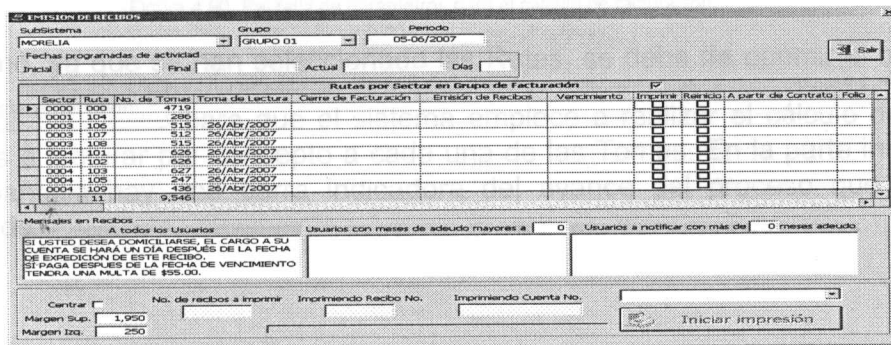 EMISION DE RECIBOS
SubSistema Grupo Periodo
MORELIA GRUPO 01 05-06/2007
Salir
Fechas programadas de actividad
Inicial Final Actual Días
Rutas por Sector en Grupo de Facturación
Sector Ruta No. de Tomas Toma de Lectura Cierre de Facturación Emisión de Recibos Vencimiento Imprimir Reinicio A partir de Contrato Folio
0000 000 4719
0001 104 286
0003 106 515 26/Abr/2007
0003 107 512 26/Abr/2007
0003 108 515 26/Abr/2007
0004 101 626 26/Abr/2007
0004 102 626 26/Abr/2007
0004 103 627 26/Abr/2007
0004 105 247 26/Abr/2007
0004 109 436 26/Abr/2007
11 9,546
Mensajes en Recibos
A todos los Usuarios Usuarios con meses de adeudo mayores a 0 Usuarios a notificar con más de 0 meses adeudo
SI USTED DESEA DOMICILIARSE, EL CARGO A SU
CUENTA SE HARÁ UN DÍA DESPUÉS DE LA FECHA
DE EXPEDICIÓN DE ESTE RECIBO.
SI PAGA DESPUES DE LA FECHA DE VENCIMIENTO
TENDRA UNA MULTA DE $55.00.
Centrar No. de recibos a imprimir Imprimiendo Recibo No. Imprimiendo Cuenta No.
Margen Sup. 1,950
Margen Izq. 250
Iniciar impresión